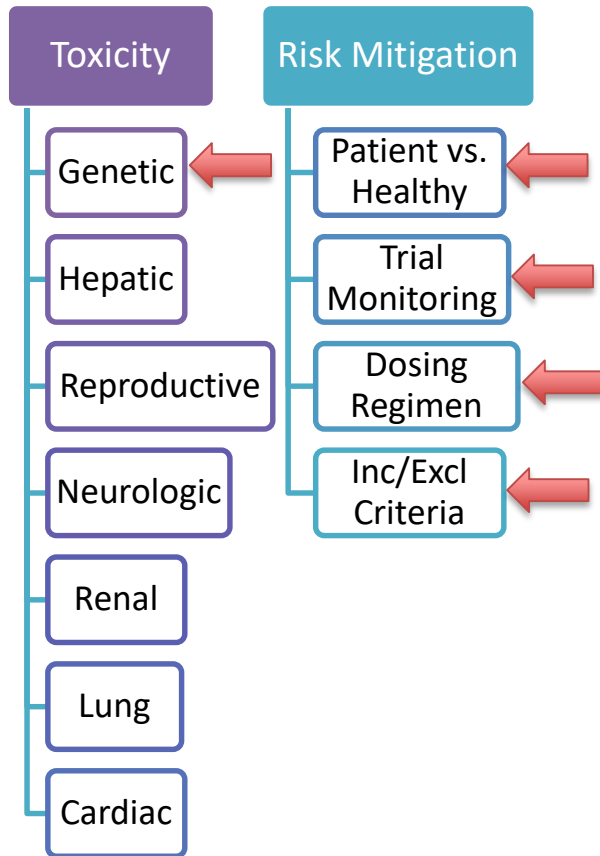 Toxicity
Genetic
Hepatic
Reproductive
Neurologic
Renal
Lung
Cardiac
Risk Mitigation
Patient vs.
Healthy
Trial
Monitoring
Dosing
Regimen
Inc/Excl
Criteria